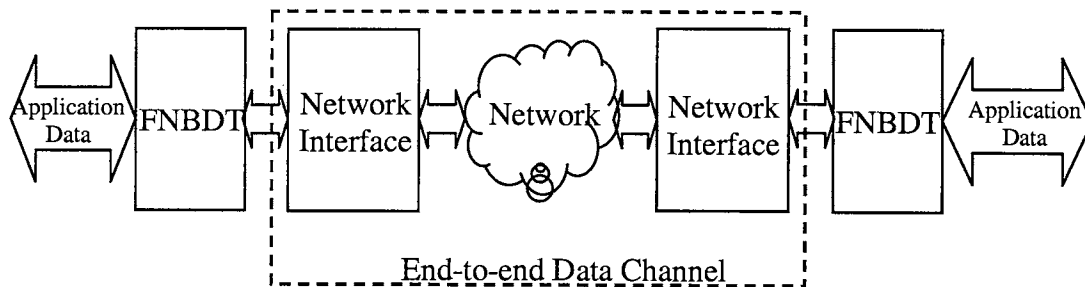 Application
Data
FNBDT
Network
Interface
Network
Network
Interface
FNBDT
Application
Data
End-to-end Data Channel